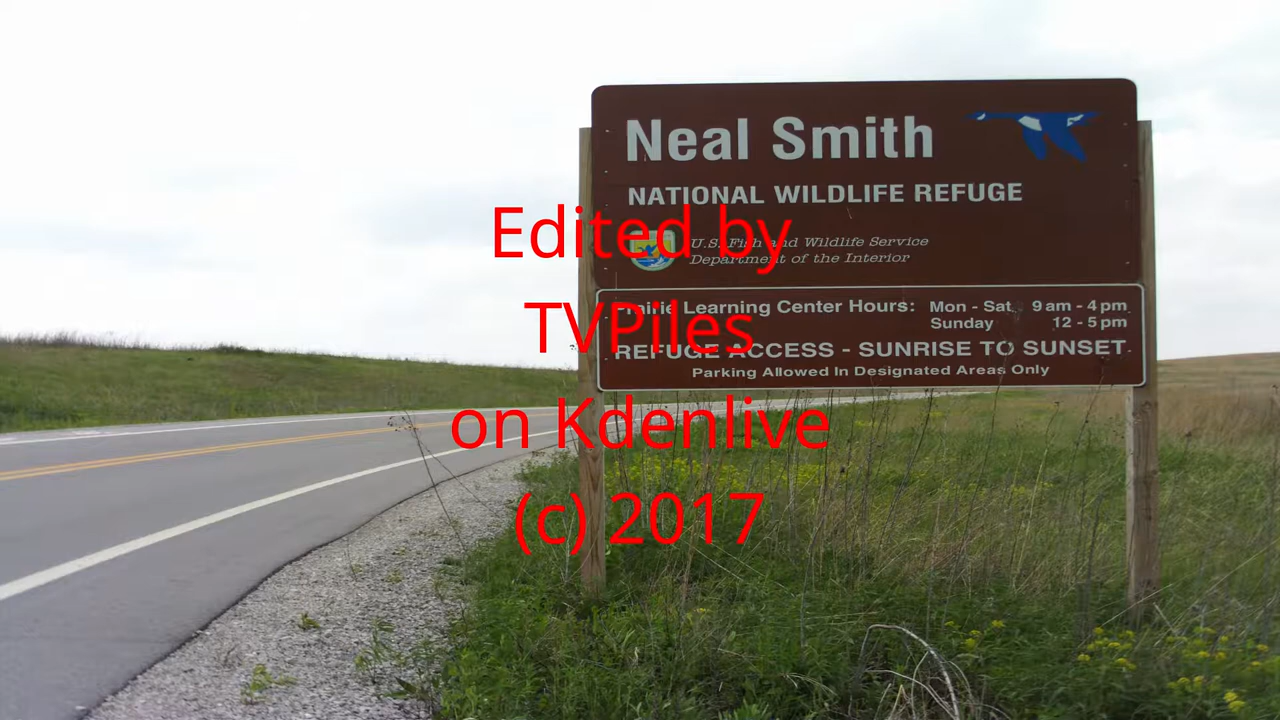 Neal Smith
NATIONAL WILDLIFE REFUGE
U.S. Fish and Wildlife Service
Department of the Interior
Prairie Learning Center Hours: Mon - Sat 9 am - 4 pm
Sunday 12 - 5 pm
REFUGE ACCESS - SUNRISE TO SUNSET
Parking Allowed In Designated Areas Only
Edited by
TVPiles
on Kdenlive
(c) 2017